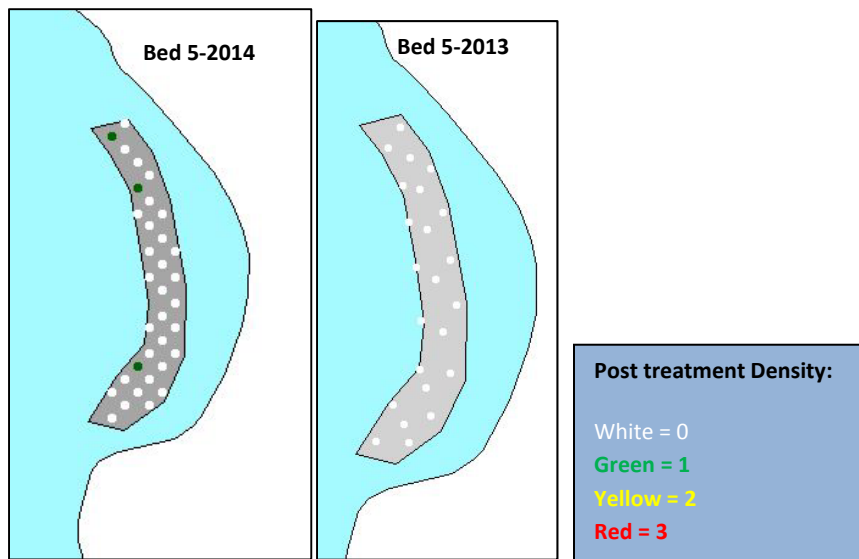 Bed 5-2014
Bed 5-2013
Post treatment Density:
White = 0
Green = 1
Yellow = 2
Red = 3